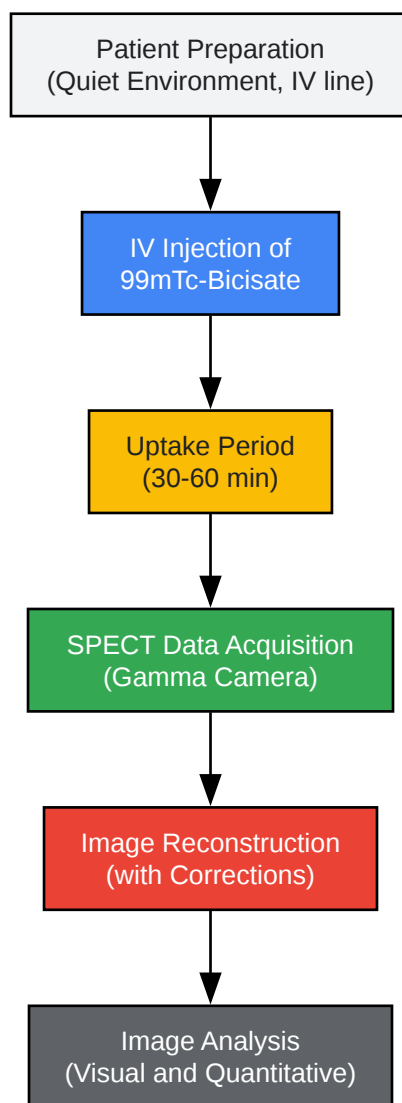 Patient Preparation
(Quiet Environment, IV line)
IV Injection of
99mTc-Bicisate
Uptake Period
(30-60 min)
SPECT Data Acquisition
(Gamma Camera)
Image Reconstruction
(with Corrections)
Image Analysis
(Visual and Quantitative)